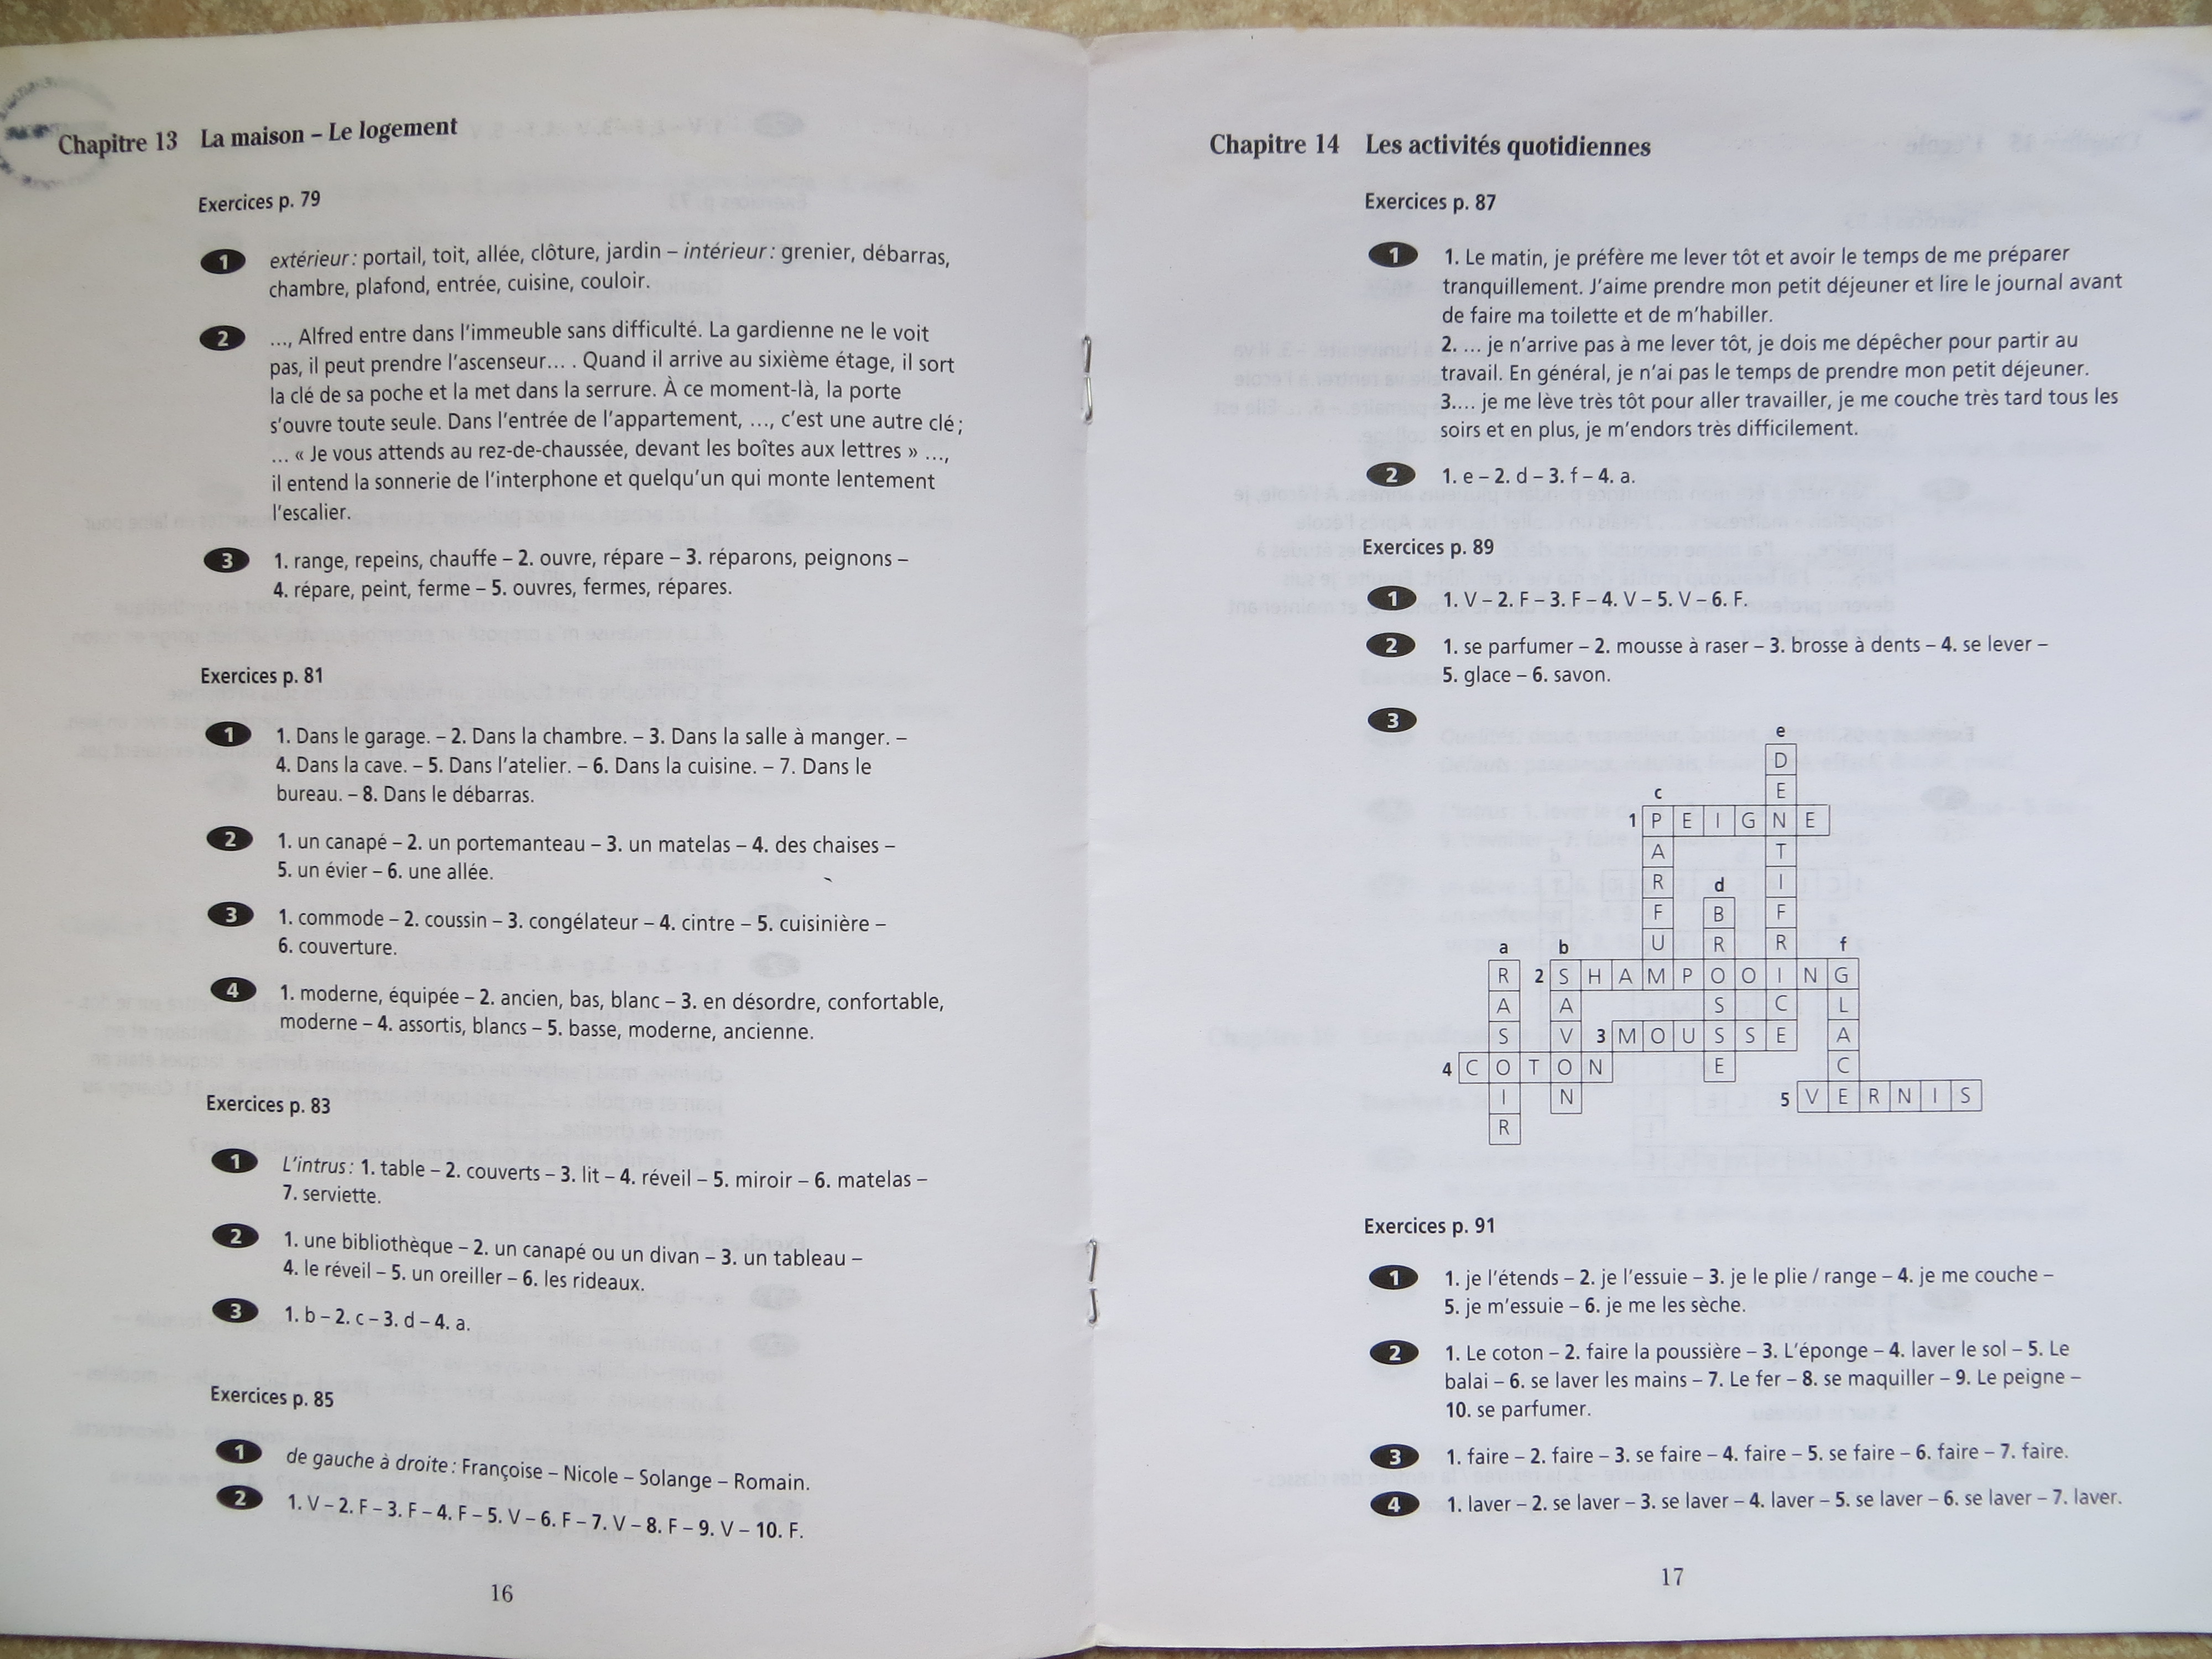 Chapitre 13 La maison – Le logement
Exercices p. 79
1 extérieur : portail, toit, allée, clôture, jardin – intérieur : grenier, débarras,
chambre, plafond, entrée, cuisine, couloir.
2 …, Alfred entre dans l'immeuble sans difficulté. La gardienne ne le voit
pas, il peut prendre l'ascenseur… . Quand il arrive au sixième étage, il sort
la clé de sa poche et la met dans la serrure. À ce moment-là, la porte
s'ouvre toute seule. Dans l'entrée de l'appartement, …, c'est une autre clé ;
… « Je vous attends au rez-de-chaussée, devant les boîtes aux lettres » …,
il entend la sonnerie de l'interphone et quelqu'un qui monte lentement
l'escalier.
3 1. range, repeins, chauffe – 2. ouvre, répare – 3. réparons, peignons –
4. répare, peint, ferme – 5. ouvres, fermes, répares.
Exercices p. 81
1 1. Dans le garage. – 2. Dans la chambre. – 3. Dans la salle à manger. –
4. Dans la cave. – 5. Dans l'atelier. – 6. Dans la cuisine. – 7. Dans le
bureau. – 8. Dans le débarras.
2 1. un canapé – 2. un portemanteau – 3. un matelas – 4. des chaises –
5. un évier – 6. une allée.
3 1. commode – 2. coussin – 3. congélateur – 4. cintre – 5. cuisinière –
6. couverture.
4 1. moderne, équipée – 2. ancien, bas, blanc – 3. en désordre, confortable,
moderne – 4. assortis, blancs – 5. basse, moderne, ancienne.
Exercices p. 83
1 L'intrus : 1. table – 2. couverts – 3. lit – 4. réveil – 5. miroir – 6. matelas –
7. serviette.
2 1. une bibliothèque – 2. un canapé ou un divan – 3. un tableau –
4. le réveil – 5. un oreiller – 6. les rideaux.
3 1. b – 2. c – 3. d – 4. a.
Exercices p. 85
1 de gauche à droite : Françoise – Nicole – Solange – Romain.
2 1. V – 2. F – 3. F – 4. F – 5. V – 6. F – 7. V – 8. F – 9. V – 10. F.
16
Chapitre 14 Les activités quotidiennes
Exercices p. 87
1 1. Le matin, je préfère me lever tôt et avoir le temps de me préparer
tranquillement. J'aime prendre mon petit déjeuner et lire le journal avant
de faire ma toilette et de m'habiller.
2. … je n'arrive pas à me lever tôt, je dois me dépêcher pour partir au
travail. En général, je n'ai pas le temps de prendre mon petit déjeuner.
3.… je me lève très tôt pour aller travailler, je me couche très tard tous les
soirs et en plus, je m'endors très difficilement.
2 1. e – 2. d – 3. f – 4. a.
Exercices p. 89
1 1. V – 2. F – 3. F – 4. V – 5. V – 6. F.
2 1. se parfumer – 2. mousse à raser – 3. brosse à dents – 4. se lever –
5. glace – 6. savon.
3
e
D
c E
1 P E I G N E
A T
R d I
F B F
a b U R R f
R 2 S H A M P O O I N G
A A S C L
S V 3 M O U S S E A
4 C O T O N E C
I N 5 V E R N I S
R
Exercices p. 91
1 1. je l'étends – 2. je l'essuie – 3. je le plie / range – 4. je me couche –
5. je m'essuie – 6. je me les sèche.
2 1. Le coton – 2. faire la poussière – 3. L'éponge – 4. laver le sol – 5. Le
balai – 6. se laver les mains – 7. Le fer – 8. se maquiller – 9. Le peigne –
10. se parfumer.
3 1. faire – 2. faire – 3. se faire – 4. faire – 5. se faire – 6. faire – 7. faire.
4 1. laver – 2. se laver – 3. se laver – 4. laver – 5. se laver – 6. se laver – 7. laver.
17